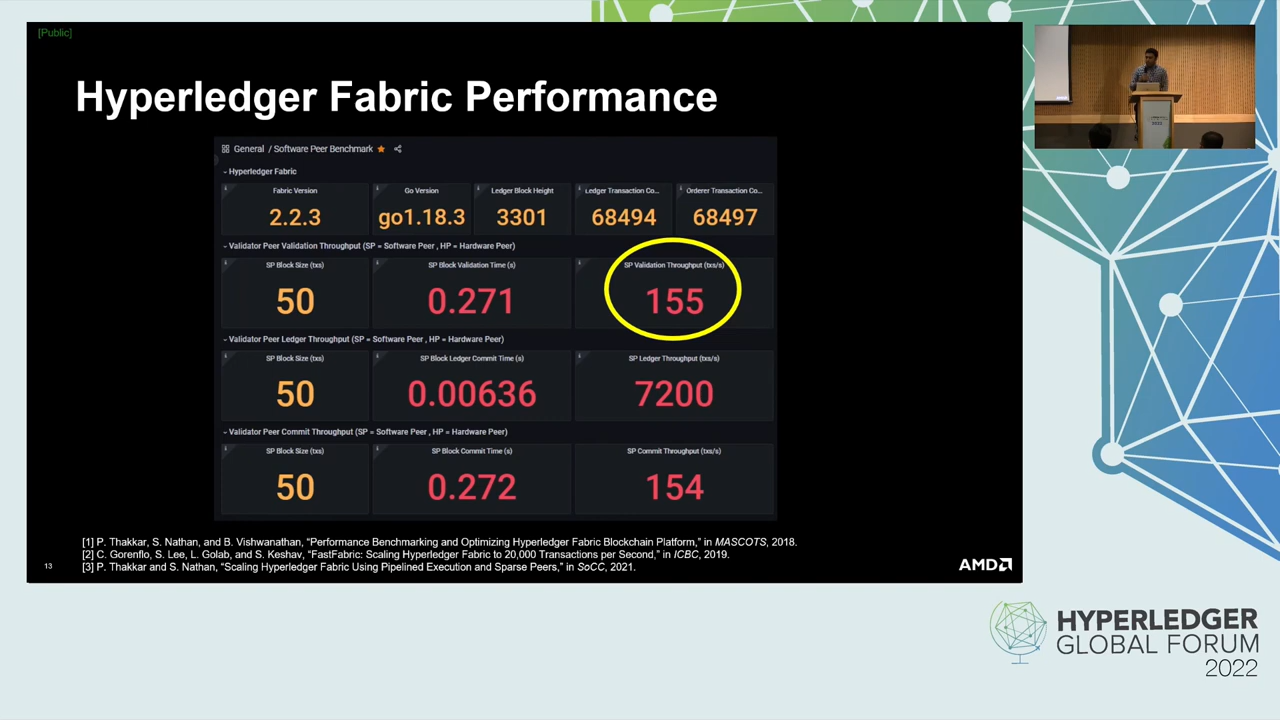 [Public]
Hyperledger Fabric Performance
General / Software Peer Benchmark
Hyperledger Fabric
Fabric Version
Go Version
Ledger Block Height
Ledger Transaction Co...
Orderer Transaction Co...
2.2.3
go1.18.3
3301
68494
68497
Validator Peer Validation Throughput (SP = Software Peer , HP = Hardware Peer)
SP Block Size (txs)
SP Block Validation Time (s)
SP Validation Throughput (txs/s)
50
0.271
155
Validator Peer Ledger Throughput (SP = Software Peer , HP = Hardware Peer)
SP Block Size (txs)
SP Block Ledger Commit Time (s)
SP Ledger Throughput (txs/s)
50
0.00636
7200
Validator Peer Commit Throughput (SP = Software Peer , HP = Hardware Peer)
SP Block Size (txs)
SP Block Commit Time (s)
SP Commit Throughput (txs/s)
50
0.272
154
[1] P. Thakkar, S. Nathan, and B. Vishwanathan, “Performance Benchmarking and Optimizing Hyperledger Fabric Blockchain Platform,” in MASCOTS, 2018.
[2] C. Gorenflo, S. Lee, L. Golab, and S. Keshav, “FastFabric: Scaling Hyperledger Fabric to 20,000 Transactions per Second,” in ICBC, 2019.
[3] P. Thakkar and S. Nathan, “Scaling Hyperledger Fabric Using Pipelined Execution and Sparse Peers,” in SoCC, 2021.
13
AMD
HYPERLEDGER
GLOBAL FORUM
2022